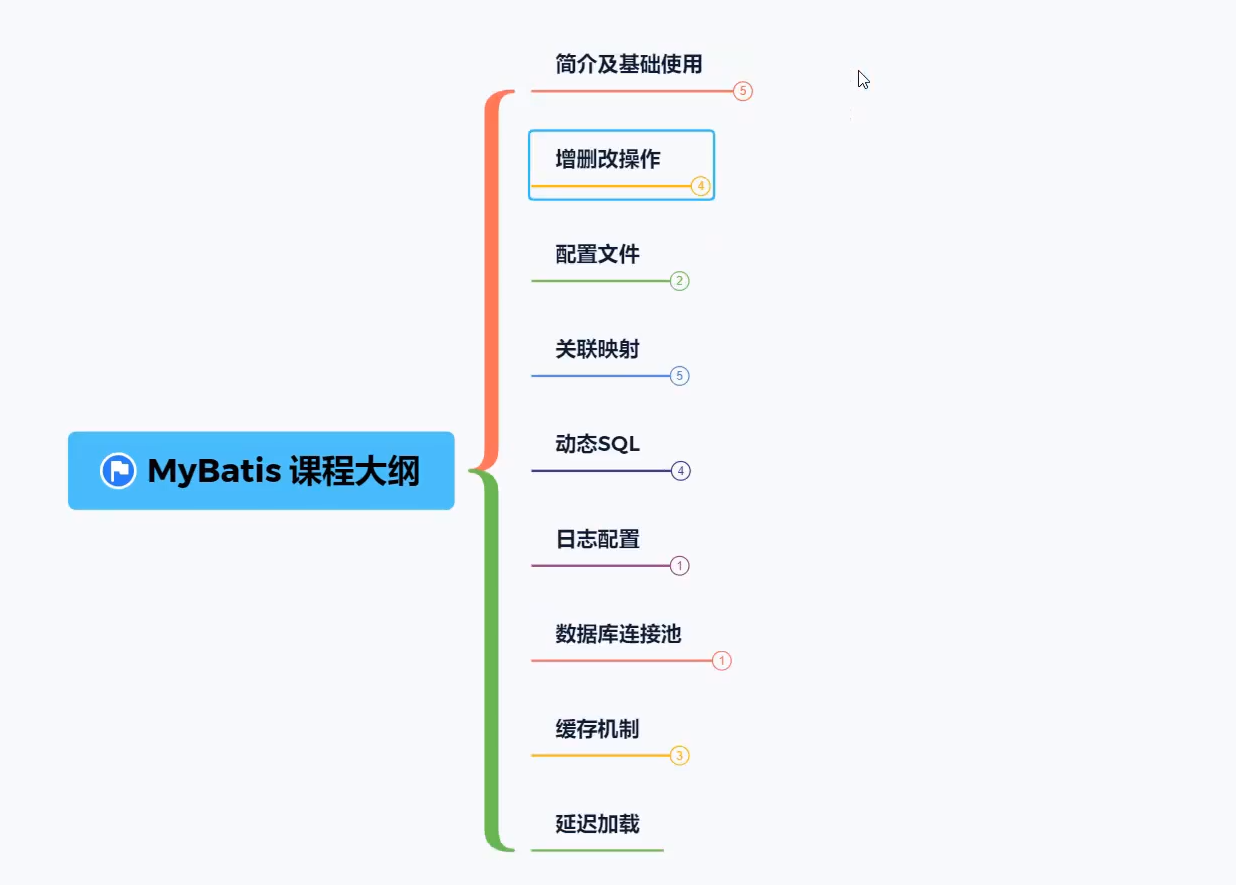 简介及基础使用
5
增删改操作
4
配置文件
2
关联映射
5
MyBatis 课程大纲
动态SQL
4
日志配置
1
数据库连接池
1
缓存机制
3
延迟加载